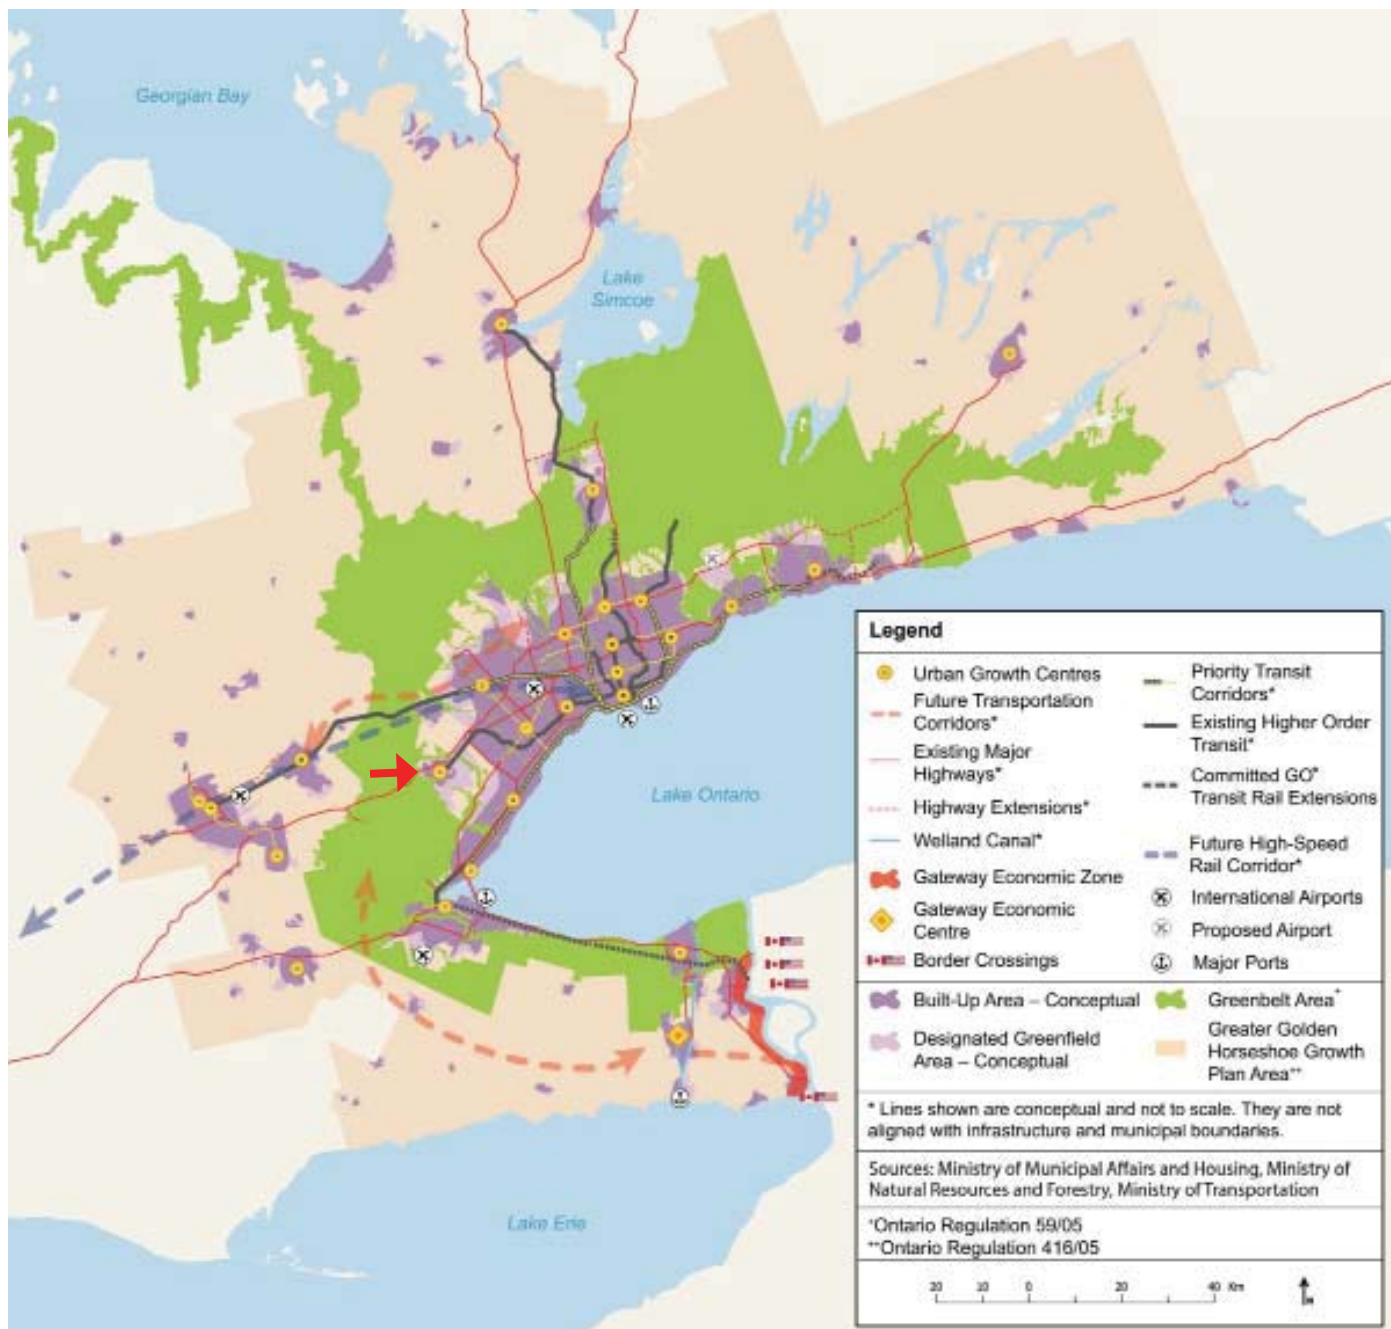 Georgian Bay
Lake
Simcoe
Lake Ontario
Lake Erie
Legend
Urban Growth Centres
Future Transportation
Corridors*
Existing Major
Highways*
Highway Extensions*
Welland Canal*
Gateway Economic Zone
Gateway Economic
Centre
Border Crossings
Priority Transit
Corridors*
Existing Higher Order
Transit*
Committed GO*
Transit Rail Extensions
Future High-Speed
Rail Corridor*
International Airports
Proposed Airport
Major Ports
Built-Up Area – Conceptual
Designated Greenfield
Area – Conceptual
Greenbelt Area+
Greater Golden
Horseshoe Growth
Plan Area++
* Lines shown are conceptual and not to scale. They are not
aligned with infrastructure and municipal boundaries.
Sources: Ministry of Municipal Affairs and Housing, Ministry of
Natural Resources and Forestry, Ministry of Transportation
+Ontario Regulation 59/05
++Ontario Regulation 416/05
20 10 0 20 40 Km
N